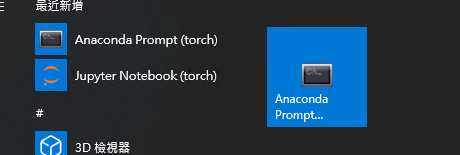 最近新增
Anaconda Prompt (torch)
Jupyter Notebook (torch)
#
3D 檢視器
Anaconda
Prompt...